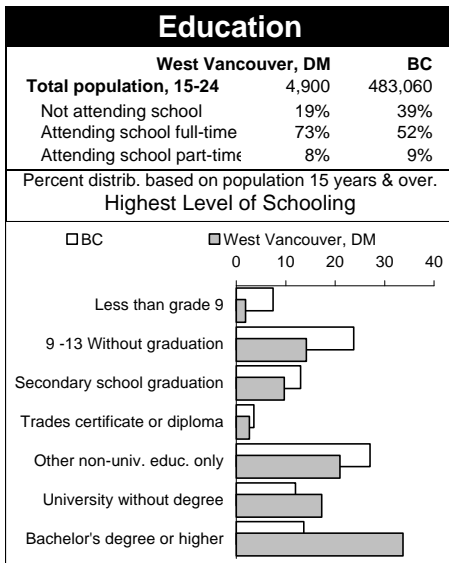 Education
West Vancouver, DM BC
Total population, 15-24 4,900 483,060
Not attending school 19% 39%
Attending school full-time 73% 52%
Attending school part-time 8% 9%
Percent distrib. based on population 15 years & over.
Highest Level of Schooling
BC West Vancouver, DM
0 10 20 30 40
Less than grade 9
9 -13 Without graduation
Secondary school graduation
Trades certificate or diploma
Other non-univ. educ. only
University without degree
Bachelor's degree or higher